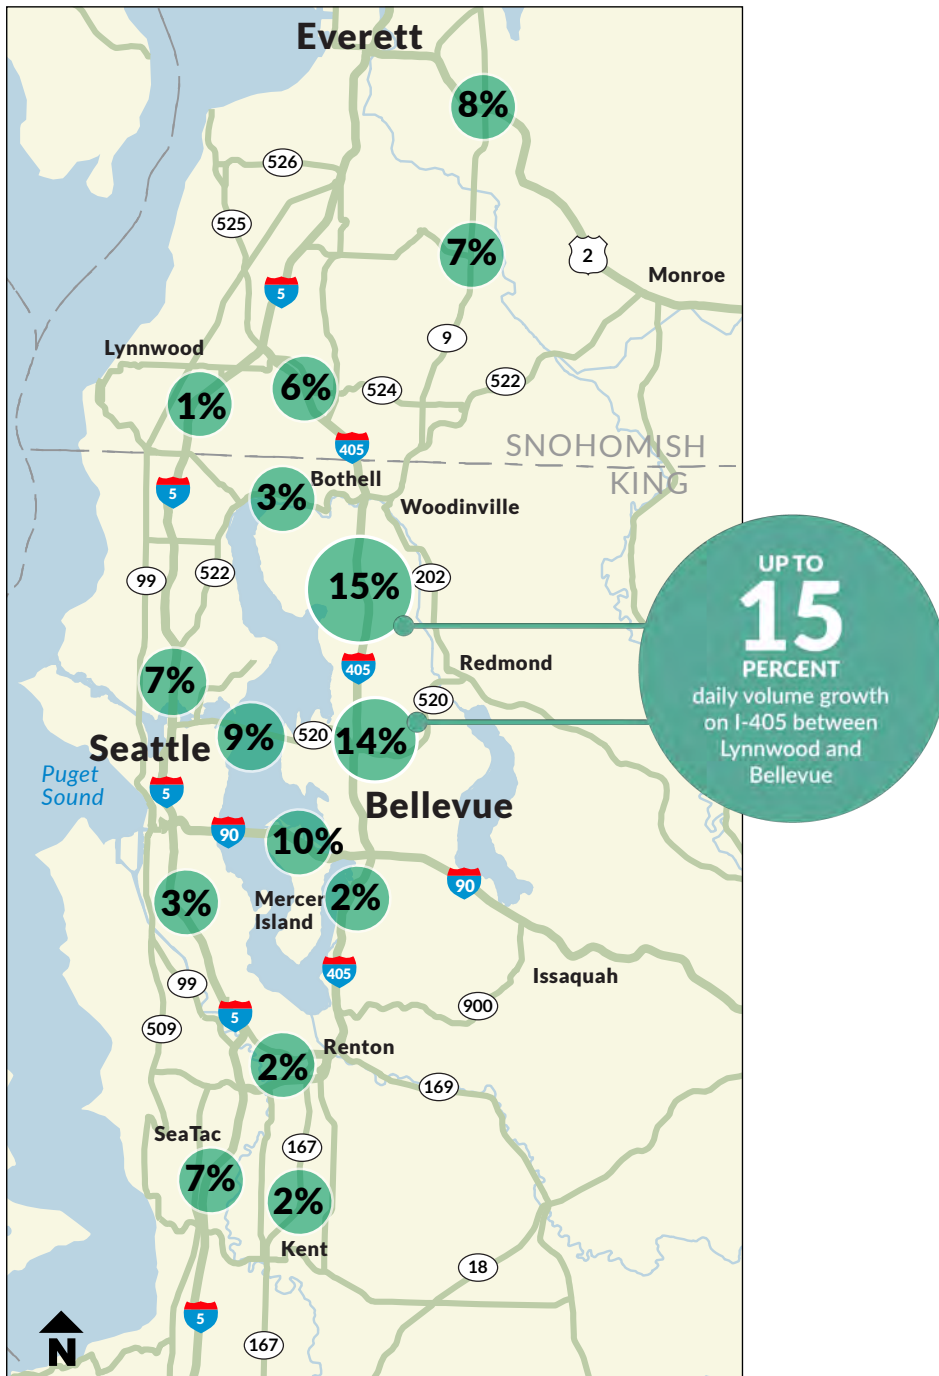 Everett
8%
526
525
7%
2
Monroe
5
9
Lynnwood
6%
524
522
1%
405
SNOHOMISH
KING
Bothell
5
3%
Woodinville
99
522
15%
202
UP TO
15
PERCENT
daily volume growth
on I-405 between
Lynnwood and
Bellevue
405
Redmond
7%
520
9%
520
14%
Seattle
Puget
Sound
5
Bellevue
90
10%
90
3%
Mercer
Island
2%
405
Issaquah
99
900
5
509
Renton
2%
169
SeaTac
167
7%
2%
Kent
18
5
167
N